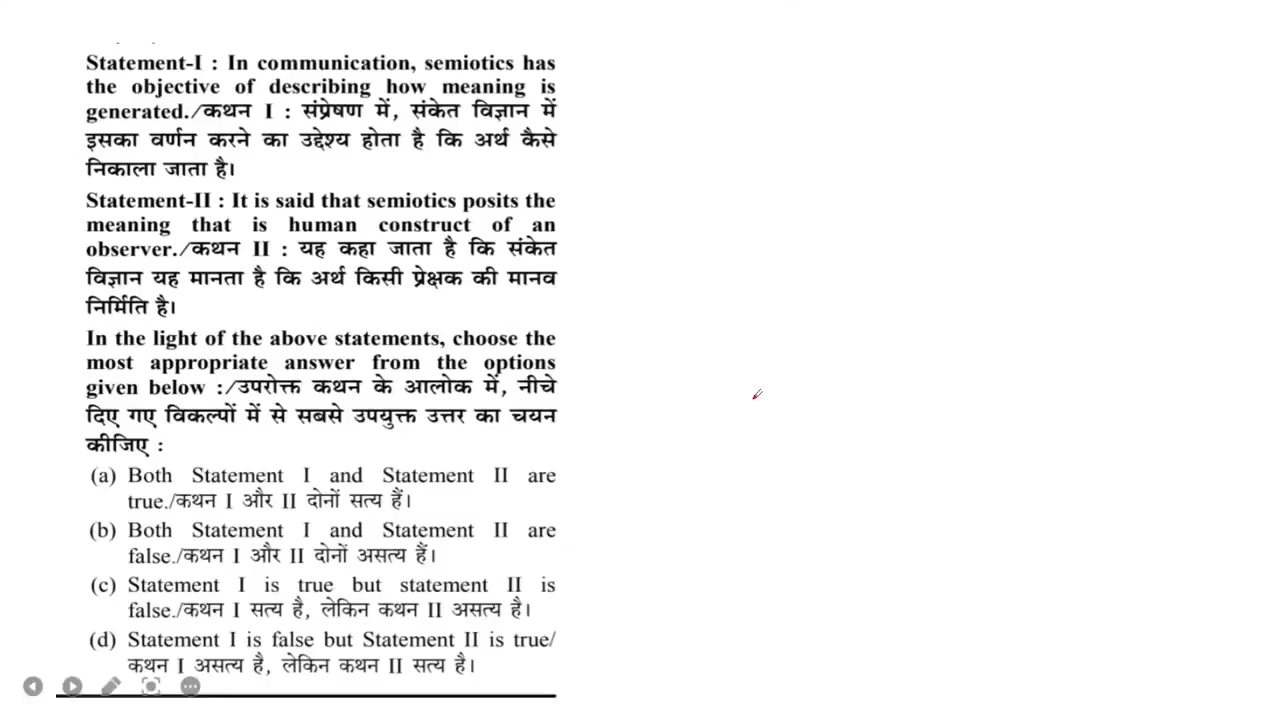 Statement-I : In communication, semiotics has
the objective of describing how meaning is
generated./कथन I : संप्रेषण में, संकेत विज्ञान में
इसका वर्णन करने का उद्देश्य होता है कि अर्थ कैसे
निकाला जाता है।
Statement-II : It is said that semiotics posits the
meaning that is human construct of an
observer./कथन II : यह कहा जाता है कि संकेत
विज्ञान यह मानता है कि अर्थ किसी प्रेक्षक की मानव
निर्मिति है।
In the light of the above statements, choose the
most appropriate answer from the options
given below :/उपरोक्त कथन के आलोक में, नीचे
दिए गए विकल्पों में से सबसे उपयुक्त उत्तर का चयन
कीजिए :
(a) Both Statement I and Statement II are
true./कथन I और II दोनों सत्य हैं।
(b) Both Statement I and Statement II are
false./कथन I और II दोनों असत्य हैं।
(c) Statement I is true but statement II is
false./कथन I सत्य है, लेकिन कथन II असत्य है।
(d) Statement I is false but Statement II is true/
कथन I असत्य है, लेकिन कथन II सत्य है।